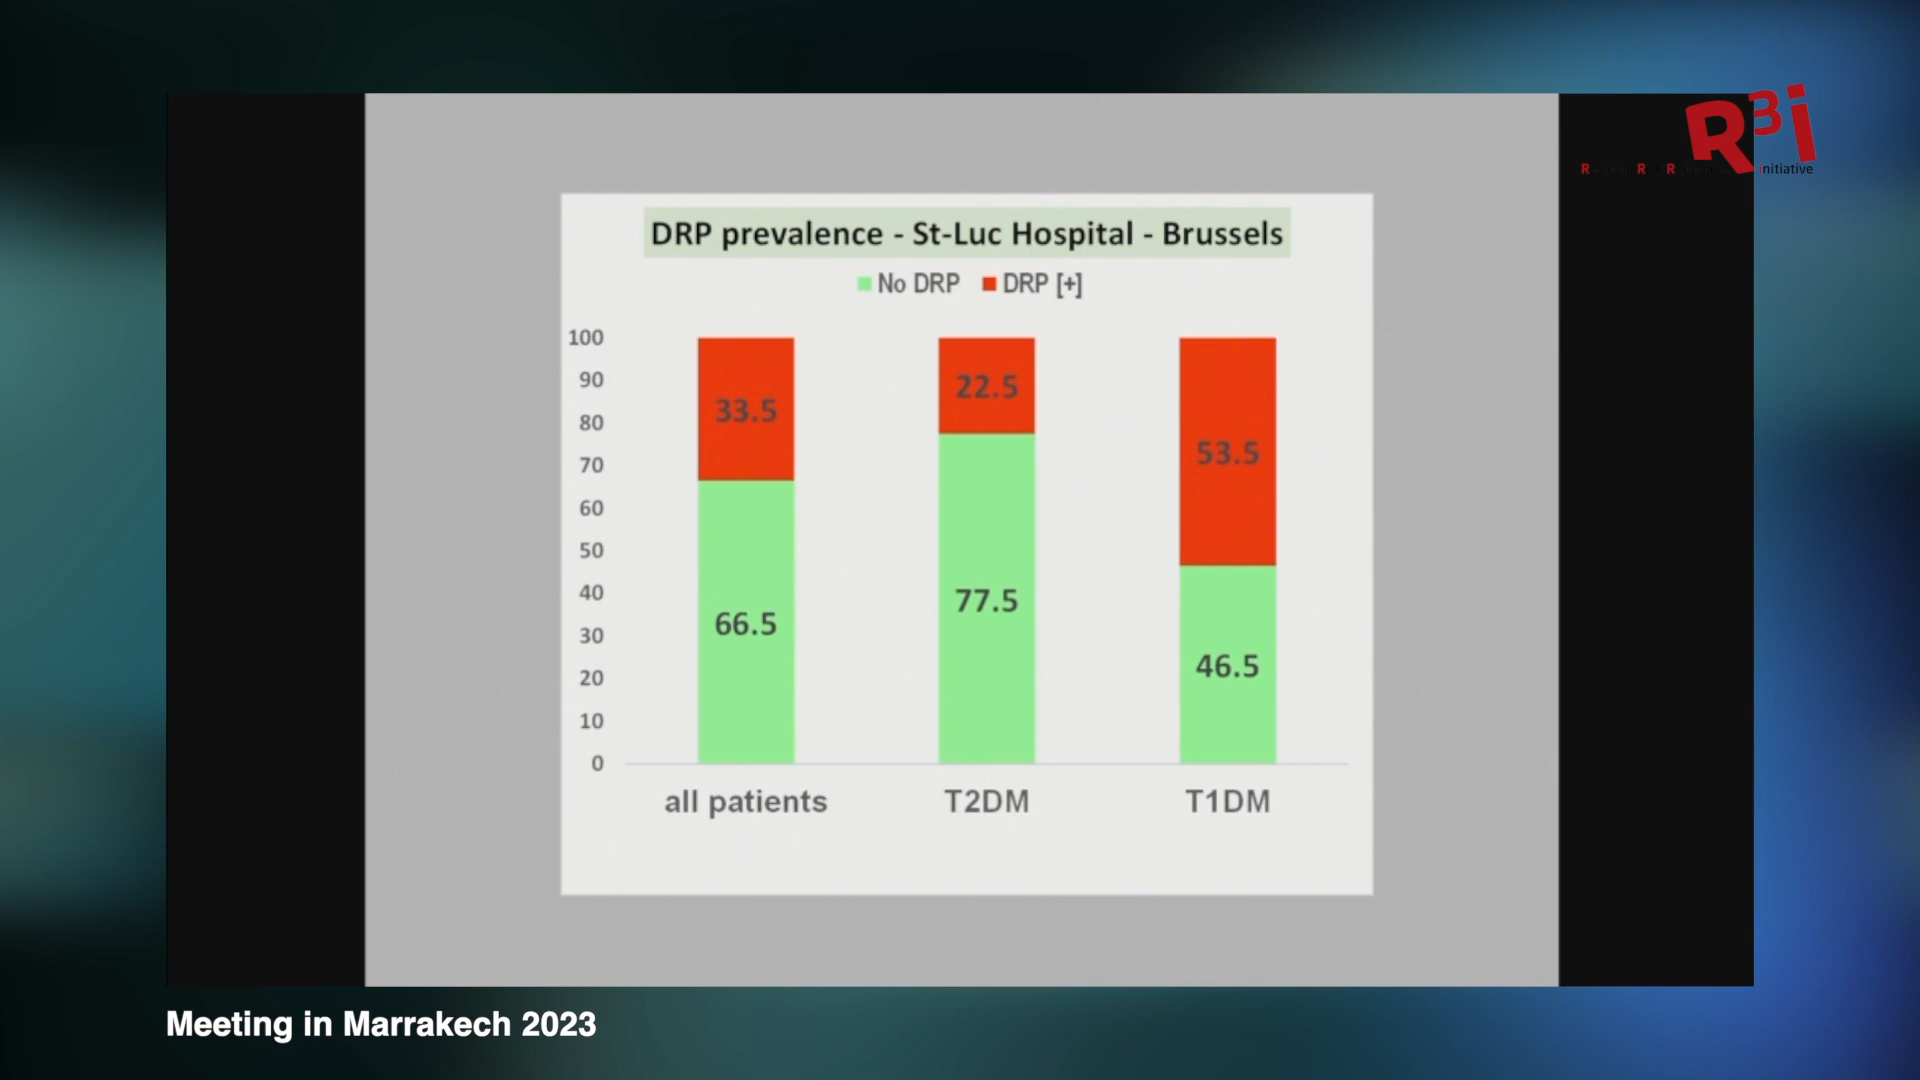 R3i
R R R initiative
DRP prevalence - St-Luc Hospital - Brussels
No DRP DRP [+]
100
90
80
70
60
50
40
30
20
10
0
33.5
22.5
53.5
66.5
77.5
46.5
all patients T2DM T1DM
Meeting in Marrakech 2023